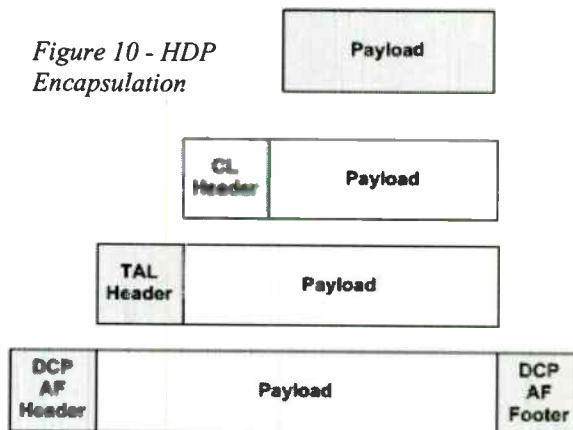 Figure 10 - HDP
Encapsulation
Payload
CL
Header
Payload
TAL
Header
Payload
DCP
AF
Header
Payload
DCP
AF
Footer